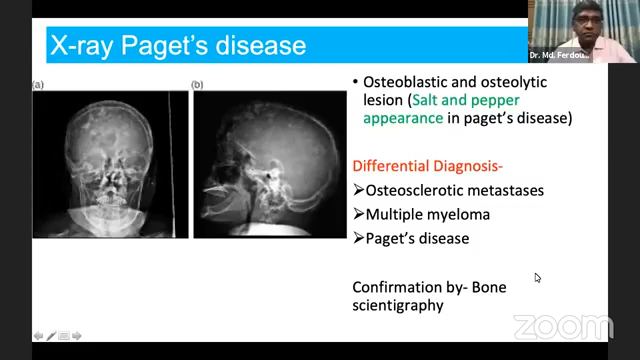 X-ray Paget's disease
Dr. Md. Ferdou...
(a)
(b)
• Osteoblastic and osteolytic
lesion (Salt and pepper
appearance in paget's disease)
Differential Diagnosis-
➢Osteosclerotic metastases
➢Multiple myeloma
➢Paget's disease
Confirmation by- Bone
scientigraphy
zoom